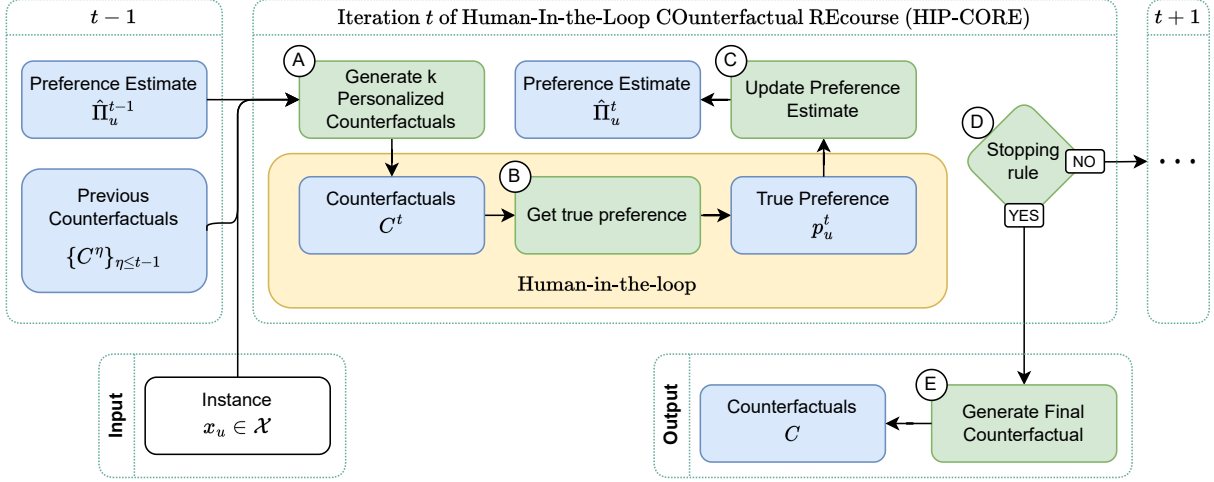 t − 1
Iteration t of Human-In-the-Loop COunterfactual REcourse (HIP-CORE)
t + 1
Preference Estimate
Π̂_u^{t−1}
Previous
Counterfactuals
{C^η}_{η≤t−1}
A
Generate k
Personalized
Counterfactuals
Preference Estimate
Π̂_u^t
C
Update Preference
Estimate
Counterfactuals
C^t
B
Get true preference
True Preference
p_u^t
Human-in-the-loop
D
Stopping
rule
NO
YES
...
Input
Instance
x_u ∈ 𝒳
Output
Counterfactuals
C
E
Generate Final
Counterfactual